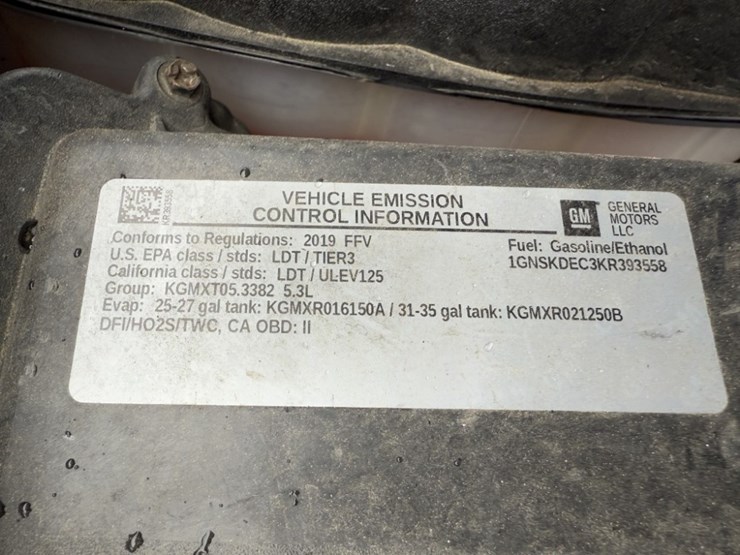 VEHICLE EMISSION
CONTROL INFORMATION
GM
GENERAL
MOTORS
LLC
Conforms to Regulations: 2019 FFV
Fuel: Gasoline/Ethanol
U.S. EPA class / stds: LDT / TIER3
1GNSKDEC3KR393558
California class / stds: LDT / ULEV125
Group: KGMXT05.3382 5.3L
Evap: 25-27 gal tank: KGMXR016150A / 31-35 gal tank: KGMXR021250B
DFI/HO2S/TWC, CA OBD: II
KR393558